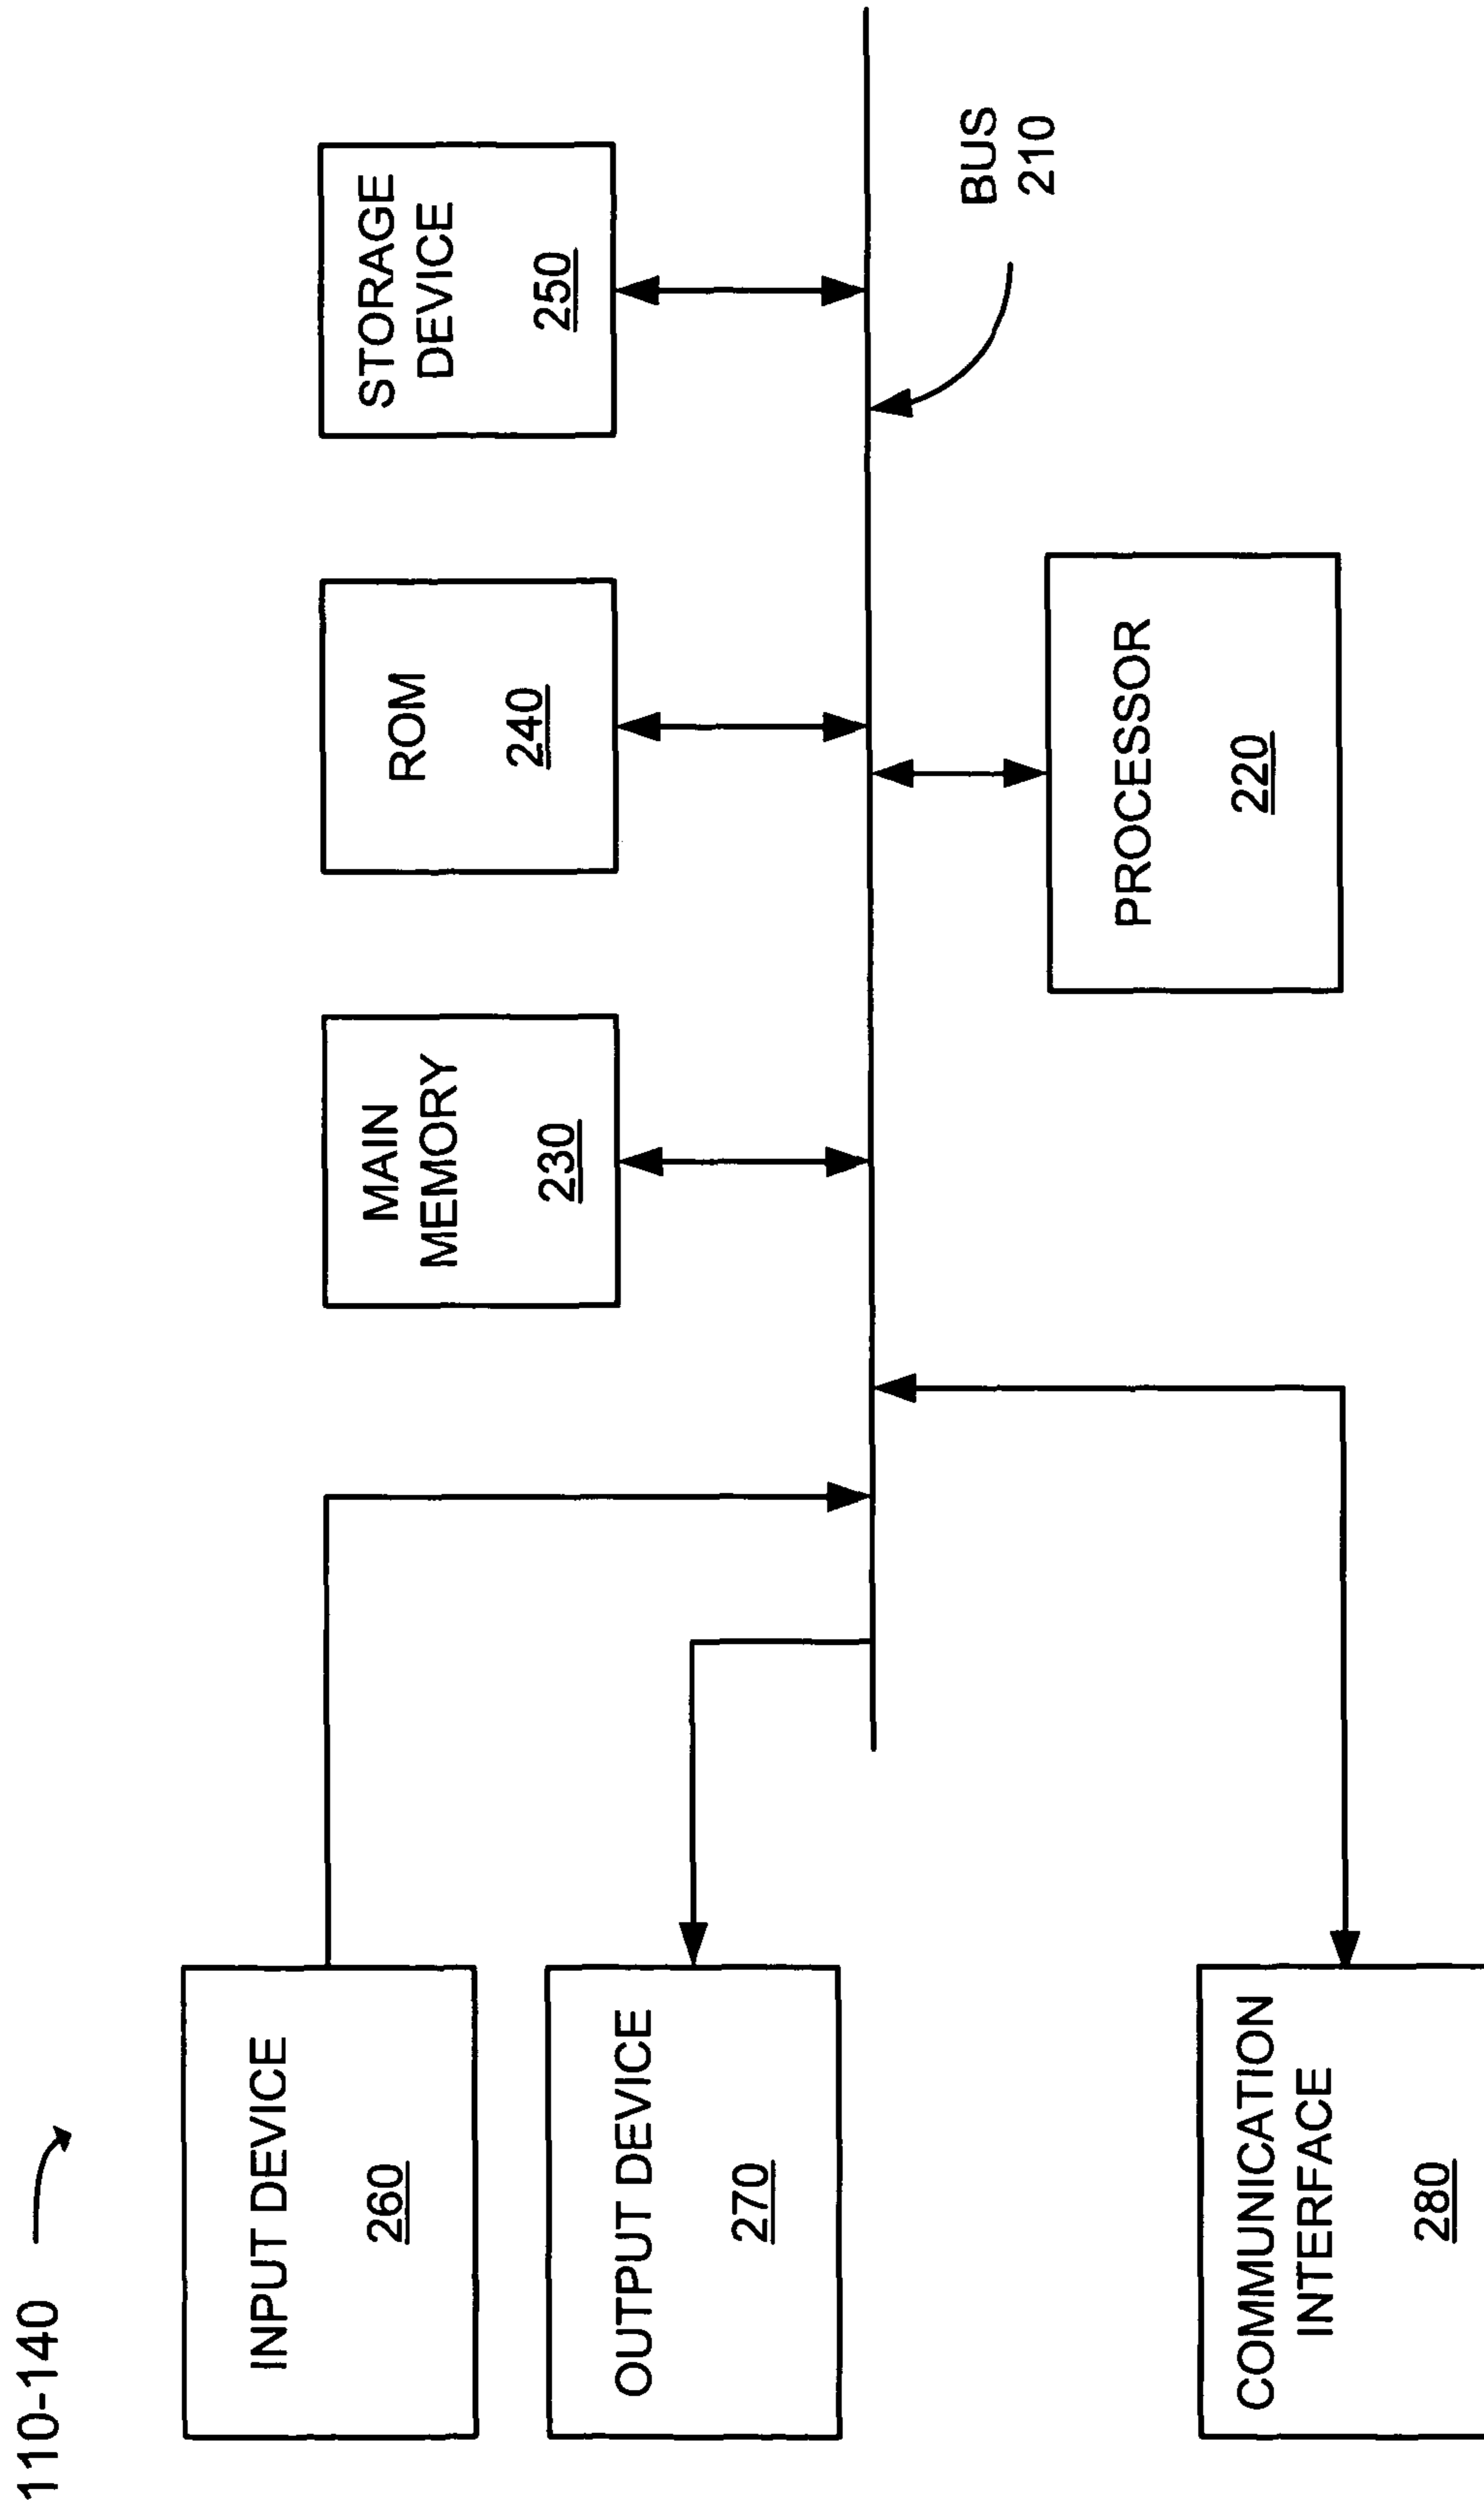 110-140
INPUT DEVICE
260
OUTPUT DEVICE
270
COMMUNICATION
INTERFACE
280
MAIN
MEMORY
230
ROM
240
STORAGE
DEVICE
250
BUS
210
PROCESSOR
220